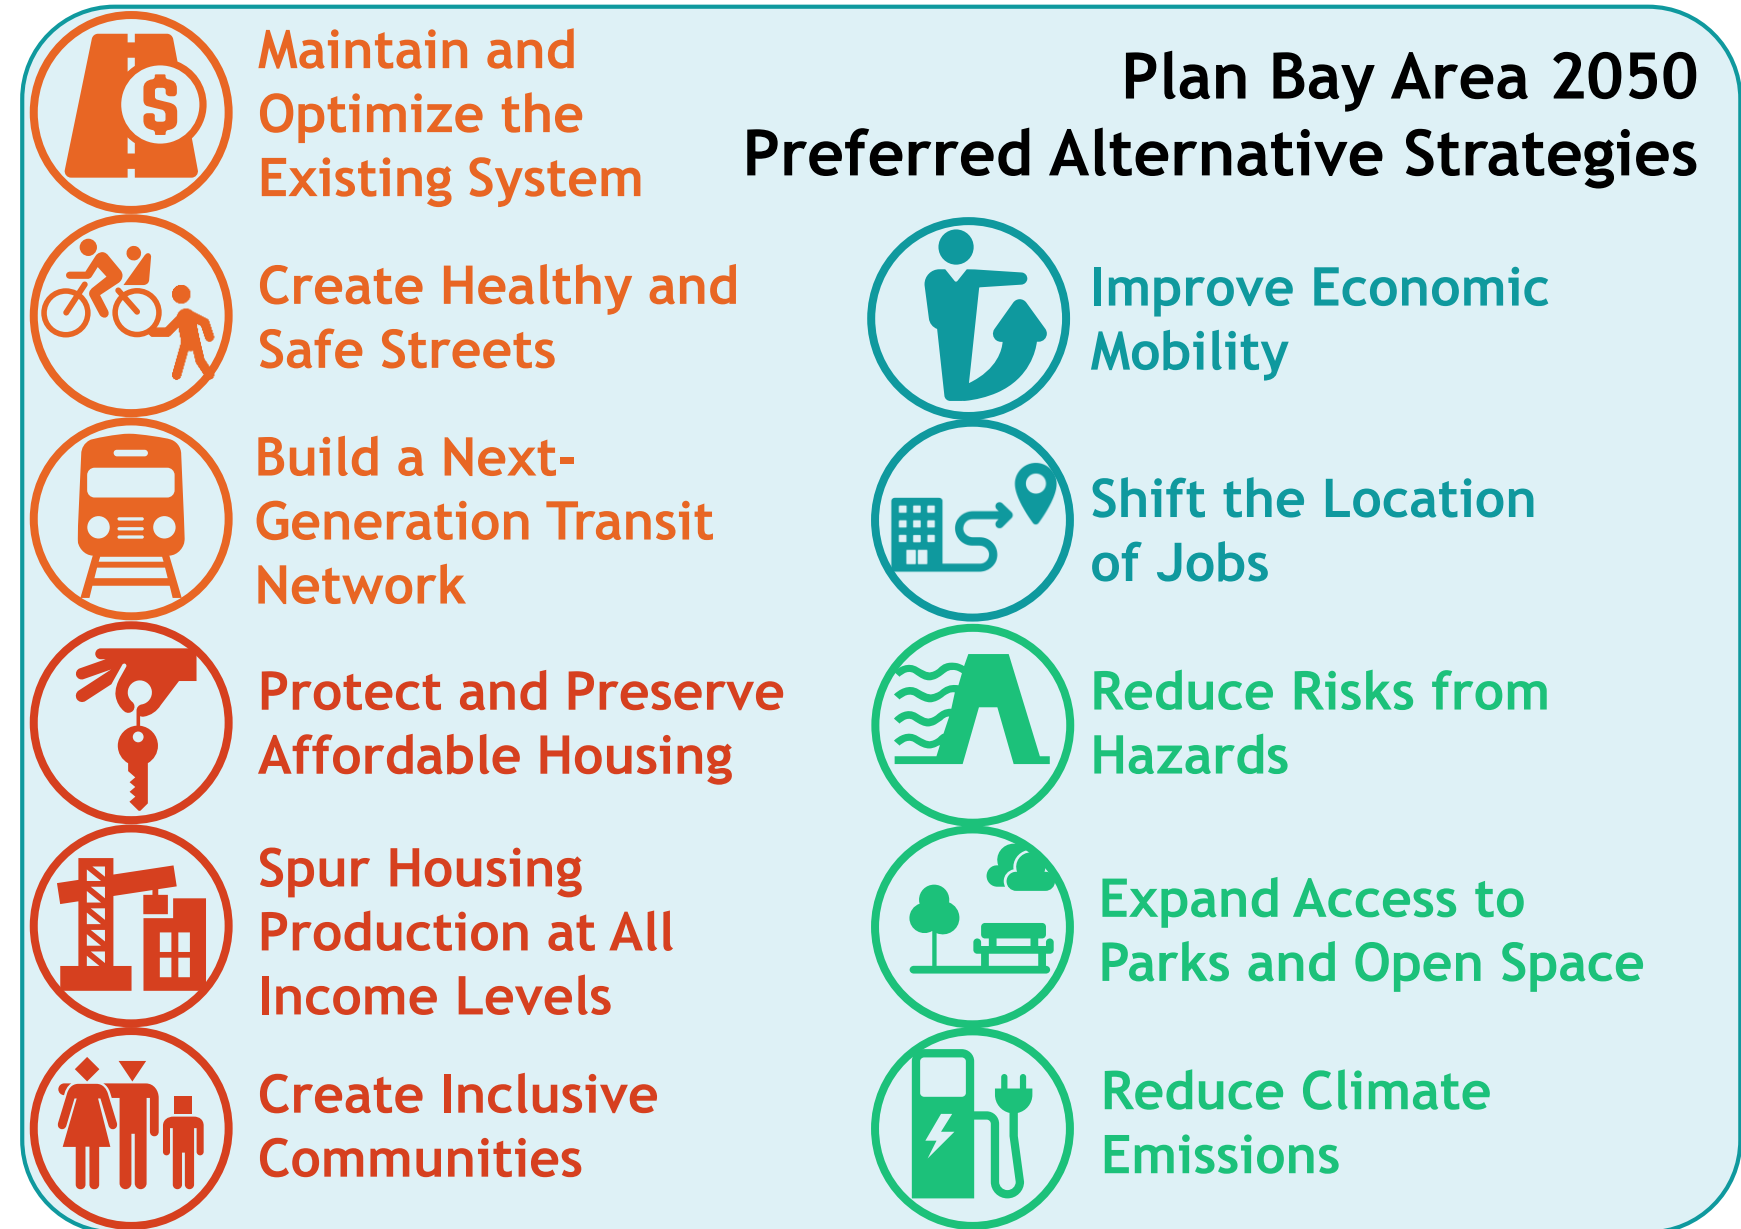 Plan Bay Area 2050
Preferred Alternative Strategies
Maintain and
Optimize the
Existing System
Create Healthy and
Safe Streets
Build a Next-
Generation Transit
Network
Protect and Preserve
Affordable Housing
Spur Housing
Production at All
Income Levels
Create Inclusive
Communities
Improve Economic
Mobility
Shift the Location
of Jobs
Reduce Risks from
Hazards
Expand Access to
Parks and Open Space
Reduce Climate
Emissions